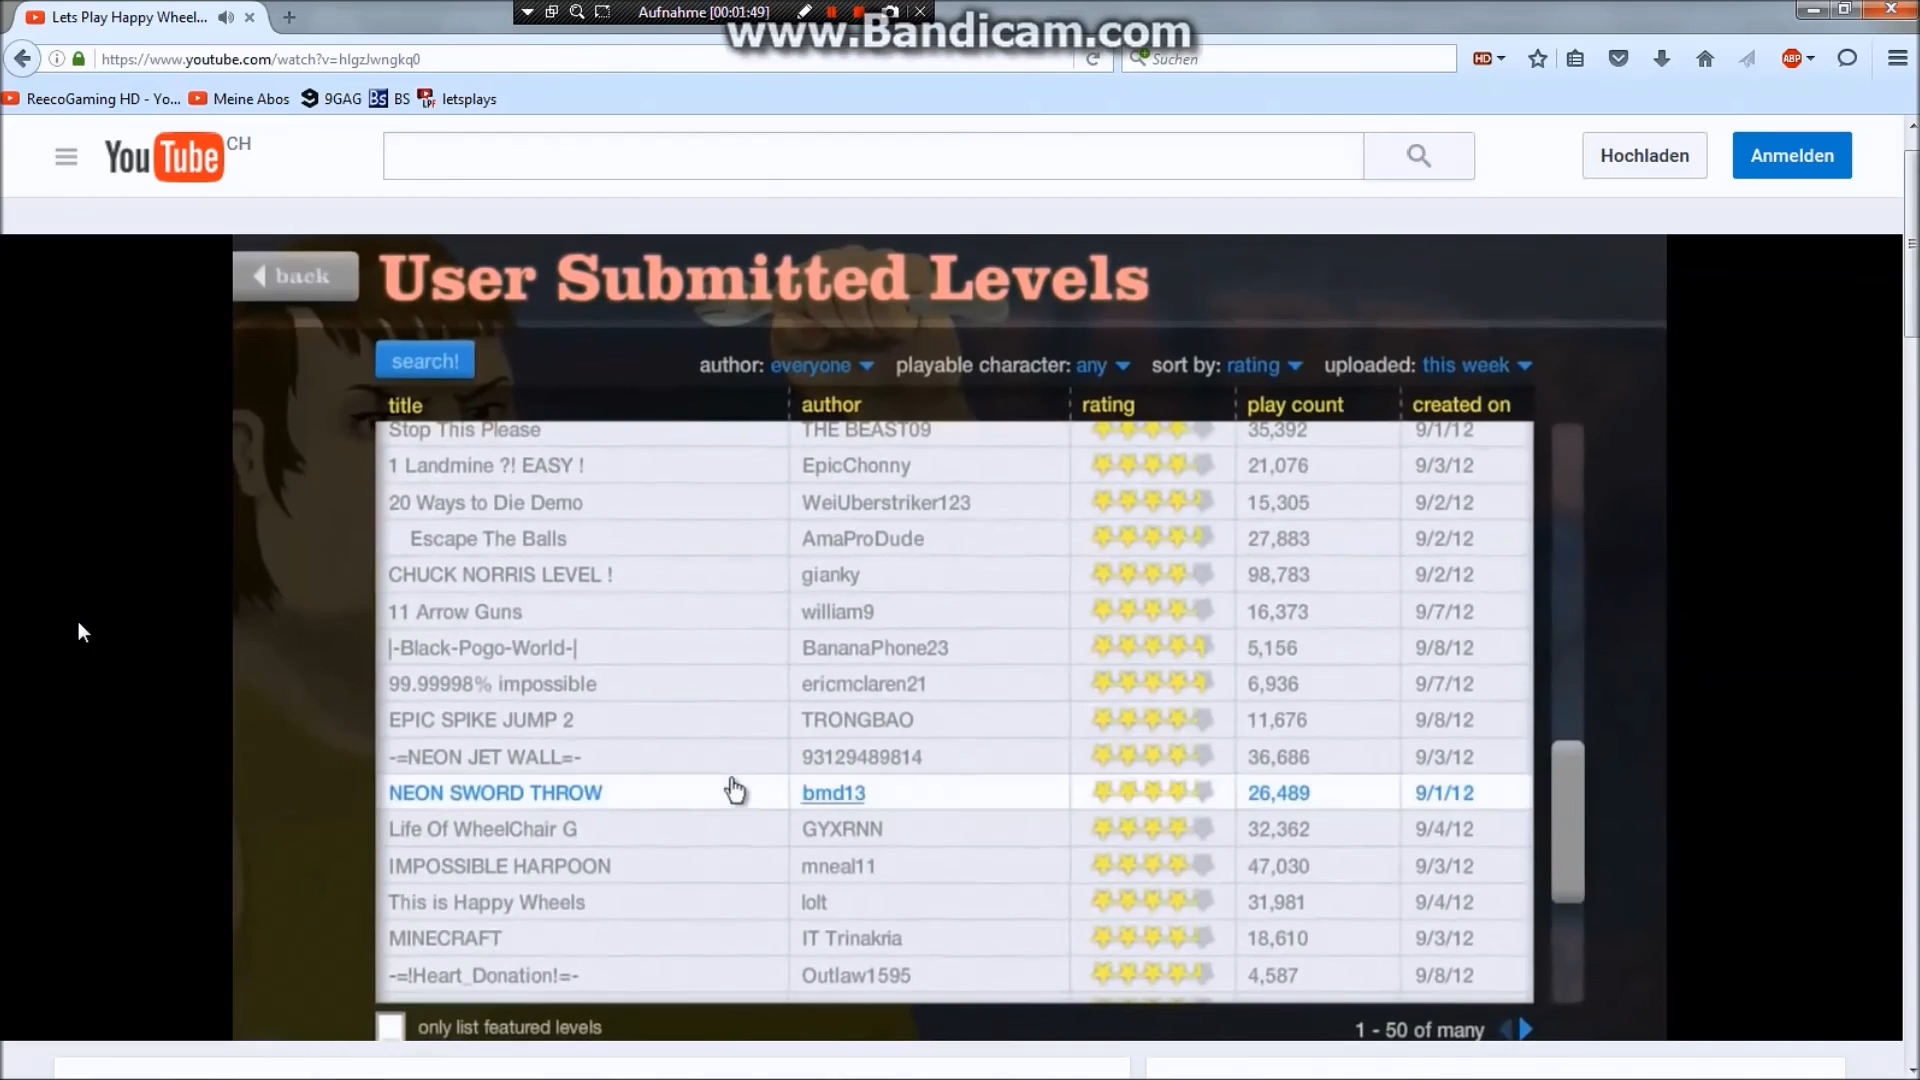 Lets Play Happy Wheel...
Aufnahme [00:01:49]
www.Bandicam.com
https://www.youtube.com/watch?v=hlgzJwngkq0
Suchen
HD
ABP
ReecoGaming HD - Yo...
Meine Abos
9GAG
Bs BS
LPF letsplays
YouTube CH
Hochladen
Anmelden
back
User Submitted Levels
search!
author: everyone playable character: any sort by: rating uploaded: this week
title author rating play count created on
Stop This Please THE BEAST09 35,392 9/1/12
1 Landmine ?! EASY ! EpicChonny 21,076 9/3/12
20 Ways to Die Demo WeiUberstriker123 15,305 9/2/12
Escape The Balls AmaProDude 27,883 9/2/12
CHUCK NORRIS LEVEL ! gianky 98,783 9/2/12
11 Arrow Guns william9 16,373 9/7/12
|-Black-Pogo-World-| BananaPhone23 5,156 9/8/12
99.99998% impossible ericmclaren21 6,936 9/7/12
EPIC SPIKE JUMP 2 TRONGBAO 11,676 9/8/12
-=NEON JET WALL=- 93129489814 36,686 9/3/12
NEON SWORD THROW bmd13 26,489 9/1/12
Life Of WheelChair G GYXRNN 32,362 9/4/12
IMPOSSIBLE HARPOON mneal11 47,030 9/3/12
This is Happy Wheels lolt 31,981 9/4/12
MINECRAFT IT Trinakria 18,610 9/3/12
-=!Heart_Donation!=- Outlaw1595 4,587 9/8/12
only list featured levels
1 - 50 of many